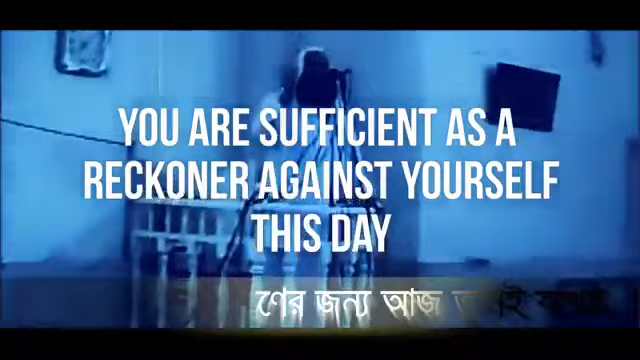 YOU ARE SUFFICIENT AS A
RECKONER AGAINST YOURSELF
THIS DAY
জন্য আজ